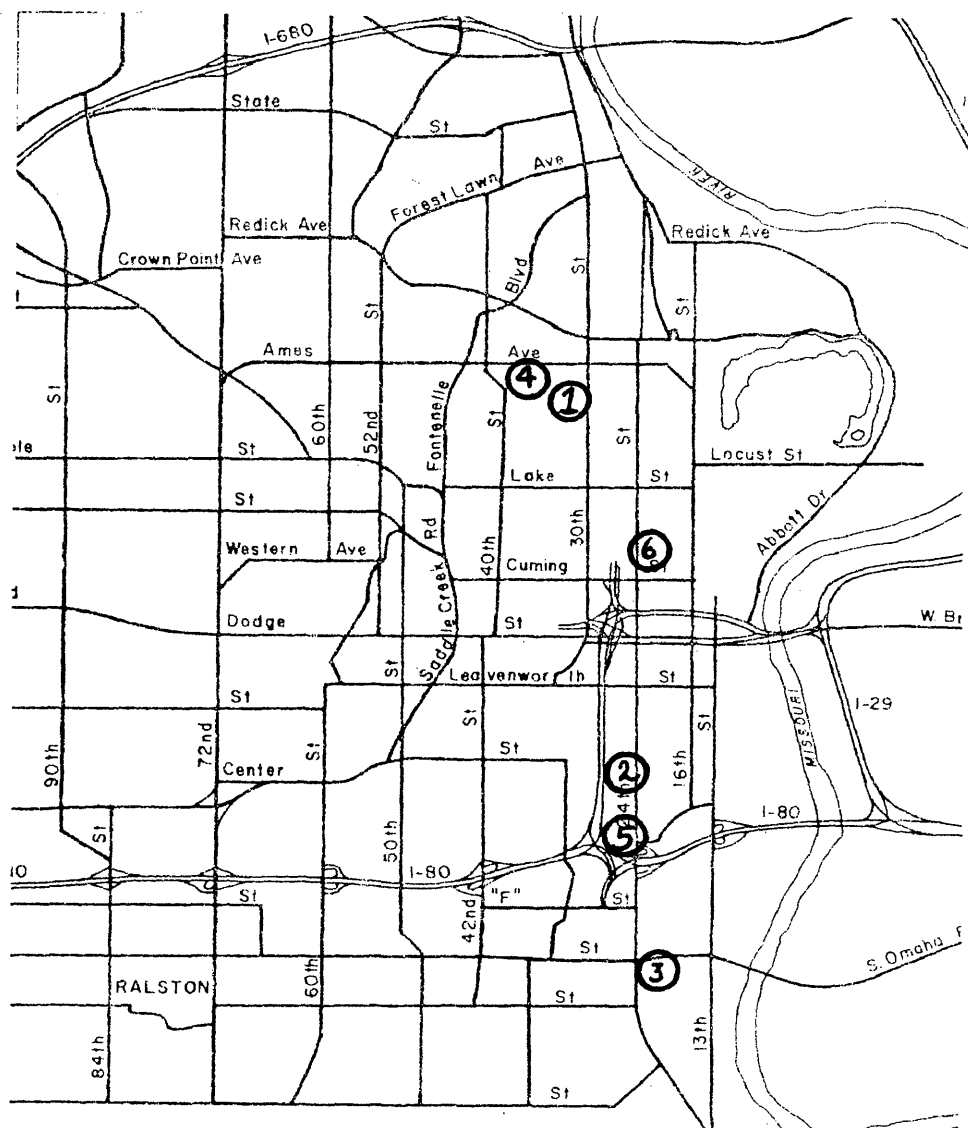 I-680
State
St
Forest Lawn
Ave
RIVER
Redick Ave
Redick Ave
Crown Point
Ave
Blvd
St
St
St
Ames
Ave
4
1
St
60th
52nd
Fontenelle
St
St
St
Lake
St
Locust St
St
Rd
30th
6
Abbott Dr.
Western
Ave
40th
Cuming
Saddle Creek
Dodge
St
W. Br
St
Leavenworth
St
St
St
St
St
MISSOURI
I-29
90th
72nd
Center
St
2
16th
St
50th
5
I-80
I-80
St
"F"
St
42nd
St
3
S. Omaha
RALSTON
60th
St
13th
84th
St